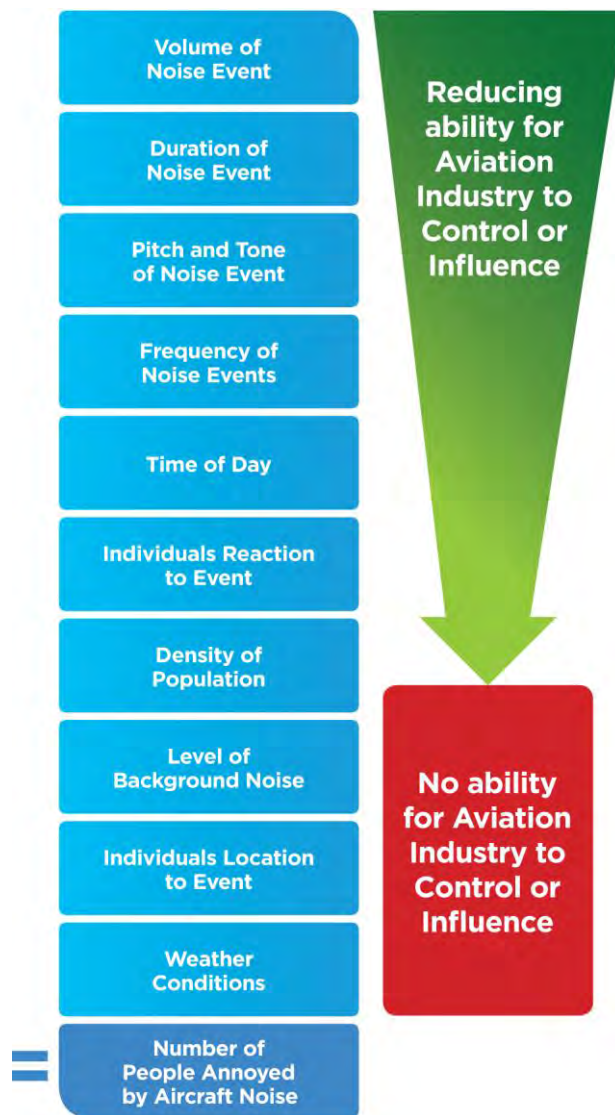 Volume of
Noise Event
Duration of
Noise Event
Pitch and Tone
of Noise Event
Frequency of
Noise Events
Time of Day
Individuals Reaction
to Event
Density of
Population
Level of
Background Noise
Individuals Location
to Event
Weather
Conditions
=
Number of
People Annoyed
by Aircraft Noise
Reducing
ability for
Aviation
Industry to
Control or
Influence
No ability
for Aviation
Industry to
Control or
Influence